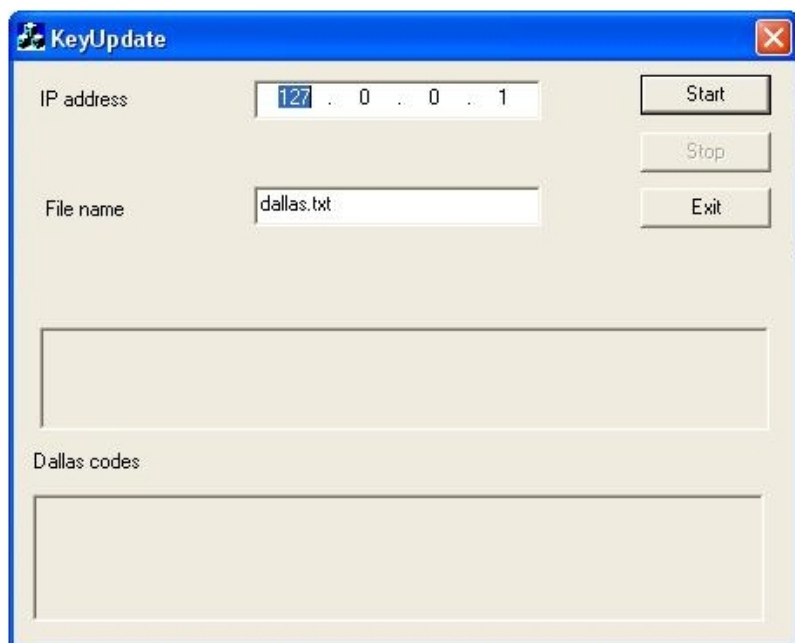 KeyUpdate
IP address 127 . 0 . 0 . 1 Start
Stop
File name dallas.txt Exit
Dallas codes